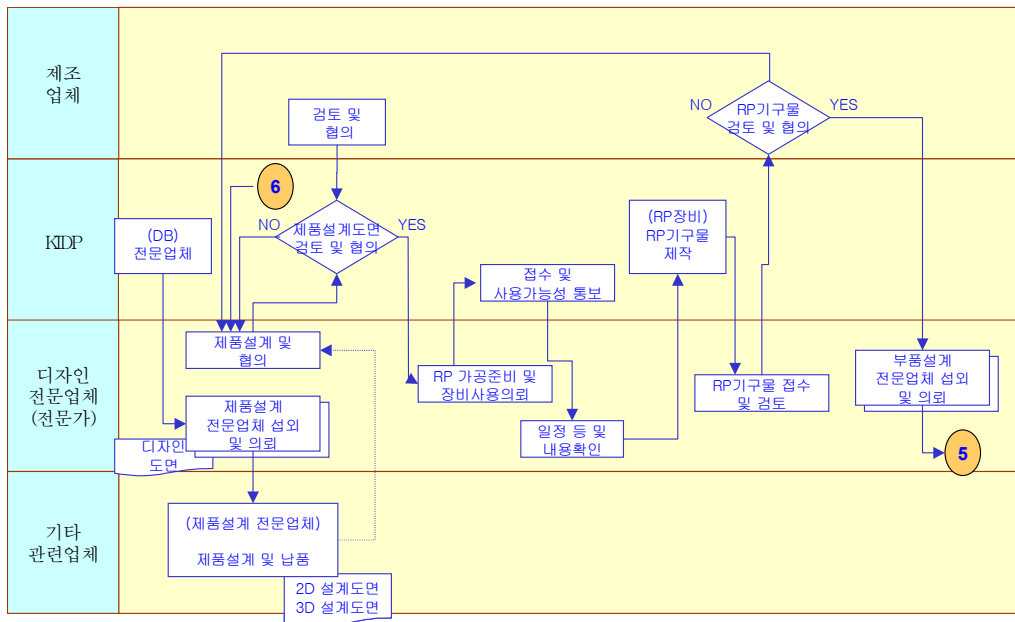 제조
업체
검토 및
협의
NO
RP기구물
검토 및 협의
YES
KIDP
6
(DB)
전문업체
NO
제품설계도면
검토 및 협의
YES
접수 및
사용가능성 통보
(RP장비)
RP기구물
제작
디자인
전문업체
(전문가)
제품설계 및
협의
RP 가공준비 및
장비사용의뢰
RP기구물 접수
및 검토
부품설계
전문업체 섭외
및 의뢰
제품설계
전문업체 섭외
및 의뢰
디자인
도면
일정 등 및
내용확인
5
기타
관련업체
(제품설계 전문업체)
제품설계 및 납품
2D 설계도면
3D 설계도면